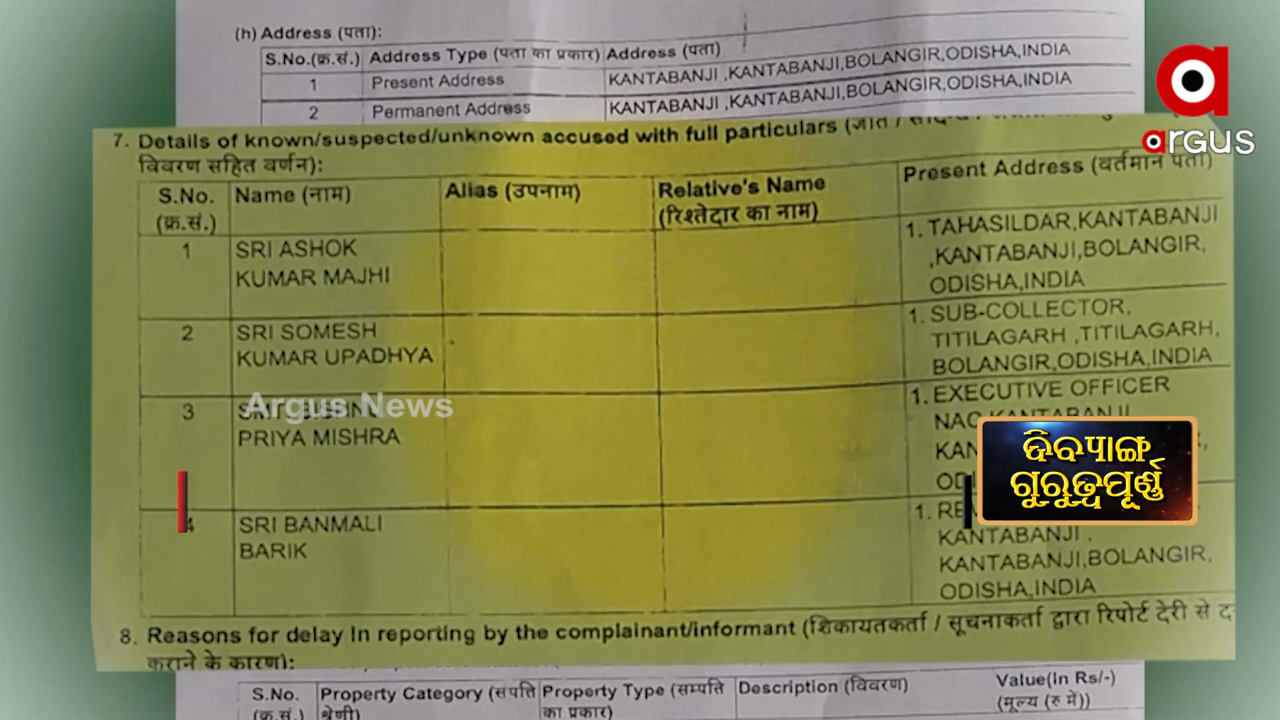 (h) Address (पता):
S.No.(क्र.सं.) Address Type (पता का प्रकार) Address (पता)
1 Present Address KANTABANJI ,KANTABANJI,BOLANGIR,ODISHA,INDIA
2 Permanent Address KANTABANJI ,KANTABANJI,BOLANGIR,ODISHA,INDIA
argus
7. Details of known/suspected/unknown accused with full particulars (ज्ञात /
विवरण सहित वर्णन):
S.No. Name (नाम) Alias (उपनाम) Relative's Name Present Address (वर्तमान पता)
(क्र.सं.) (रिश्तेदार का नाम)
1 SRI ASHOK 1. TAHASILDAR,KANTABANJI
KUMAR MAJHI ,KANTABANJI,BOLANGIR,
ODISHA,INDIA
2 SRI SOMESH 1. SUB-COLLECTOR,
KUMAR UPADHYA TITILAGARH ,TITILAGARH,
BOLANGIR,ODISHA,INDIA
3 1. EXECUTIVE OFFICER
Argus News
PRIYA MISHRA NAC,KANTABANJI
ଦିବ୍ୟାଙ୍ଗ
ଗୁରୁତ୍ୱପୂର୍ଣ୍ଣ
4 SRI BANMALI 1.
BARIK KANTABANJI ,
KANTABANJI,BOLANGIR,
ODISHA,INDIA
8. Reasons for delay In reporting by the complainant/informant (शिकायतकर्ता / सूचनाकर्ता द्वारा रिपोर्ट देरी से
कराने के कारण):
S.No. Property Category (संपत्ति Property Type (सम्पति Description (विवरण) Value(In Rs/-)
(क्र.सं.) श्रेणी) का प्रकार) (मूल्य (रु में))